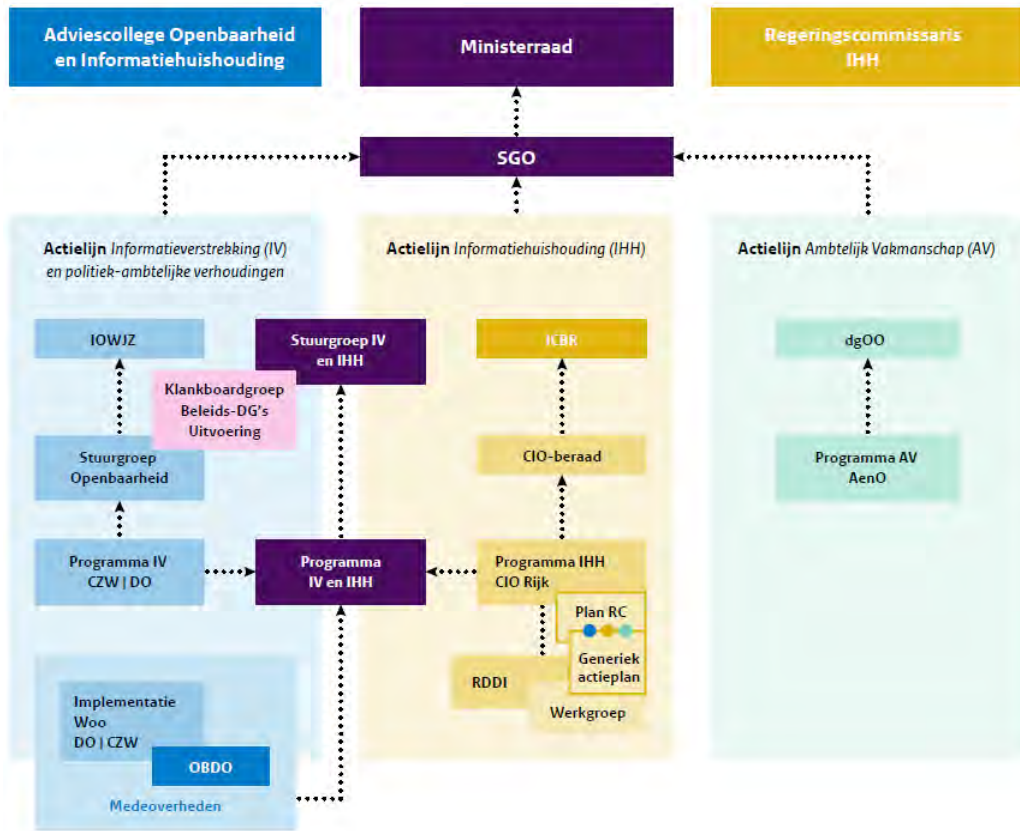 Adviescollege Openbaarheid
en Informatiehuishouding
Ministerraad
Regeringscommissaris
IHH
SGO
Actielijn Informatieverstrekking (IV)
en politiek-ambtelijke verhoudingen
IOWJZ
Klankboardgroep
Beleids-DG's
Uitvoering
Stuurgroep
Openbaarheid
Programma IV
CZW | DO
Implementatie
Woo
DO | CZW
OBDO
Medeoverheden
Stuurgroep IV
en IHH
Programma
IV en IHH
Actielijn Informatiehuishouding (IHH)
ICBR
CIO-beraad
Programma IHH
CIO Rijk
Plan RC
Generiek
actieplan
RDDI
Werkgroep
Actielijn Ambtelijk Vakmanschap (AV)
dgOO
Programma AV
AenO